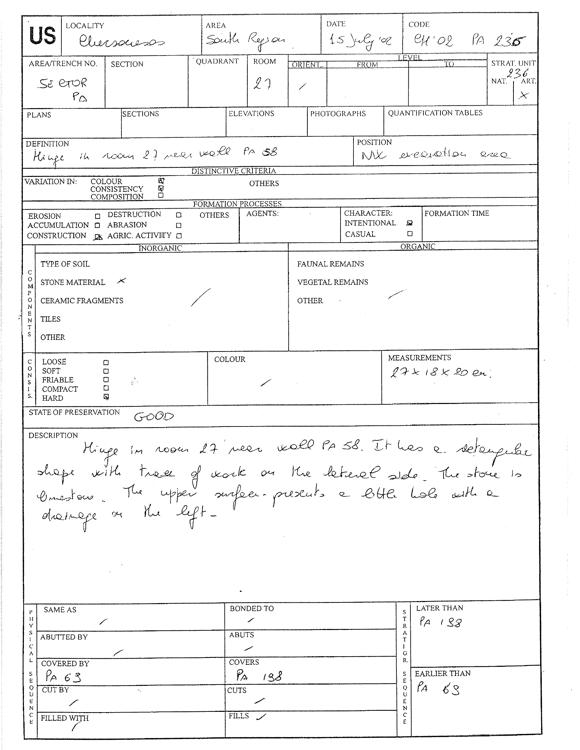 US
LOCALITY
Chersonesos
AREA
South Region
DATE
15 July '02
CODE
CH '02 PA 236
AREA/TRENCH NO.
SECTOR
PA
SECTION
QUADRANT
ROOM
27
LEVEL
ORIENT. FROM TO
/
STRAT. UNIT
236
NAT. ART.
x
PLANS
SECTIONS
ELEVATIONS
PHOTOGRAPHS
QUANTIFICATION TABLES
DEFINITION
Hinge in room 27 near wall PA 58
POSITION
NW excavation area
DISTINCTIVE CRITERIA
VARIATION IN: COLOUR
CONSISTENCY
COMPOSITION
OTHERS
FORMATION PROCESSES
EROSION DESTRUCTION OTHERS
ACCUMULATION ABRASION
CONSTRUCTION AGRIC. ACTIVITY
AGENTS:
CHARACTER:
INTENTIONAL
CASUAL
FORMATION TIME
COMPONENTS
INORGANIC
TYPE OF SOIL
STONE MATERIAL x
CERAMIC FRAGMENTS /
TILES
OTHER
ORGANIC
FAUNAL REMAINS
VEGETAL REMAINS
OTHER /
CONSIS.
LOOSE
SOFT
FRIABLE
COMPACT
HARD
COLOUR
/
MEASUREMENTS
27 x 18 x 20 cm.
STATE OF PRESERVATION GOOD
DESCRIPTION
Hinge in room 27 near wall PA 58. It has a retangular
shape with trace of work on the lateral side. The stone is
limestone. The upper surface presents a little hole with a
drainage on the left.
PHYSICAL SEQUENCE
SAME AS /
BONDED TO /
ABUTTED BY /
ABUTS /
COVERED BY
PA 63
COVERS
PA 198
CUT BY /
CUTS /
FILLED WITH /
FILLS /
STRATIGR. SEQUENCE
LATER THAN
PA 198
EARLIER THAN
PA 63